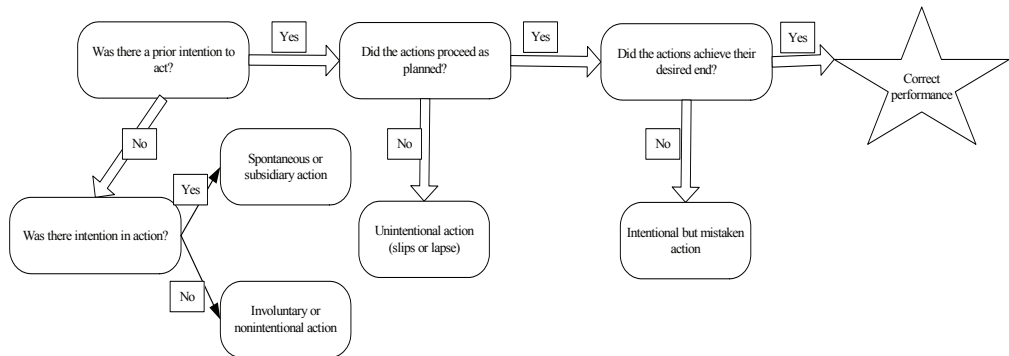 Was there a prior intention to
act?
Yes
Did the actions proceed as
planned?
Yes
Did the actions achieve their
desired end?
Yes
Correct
performance
No
No
No
Spontaneous or
subsidiary action
Yes
Was there intention in action?
No
Involuntary or
nonintentional action
Unintentional action
(slips or lapse)
Intentional but mistaken
action